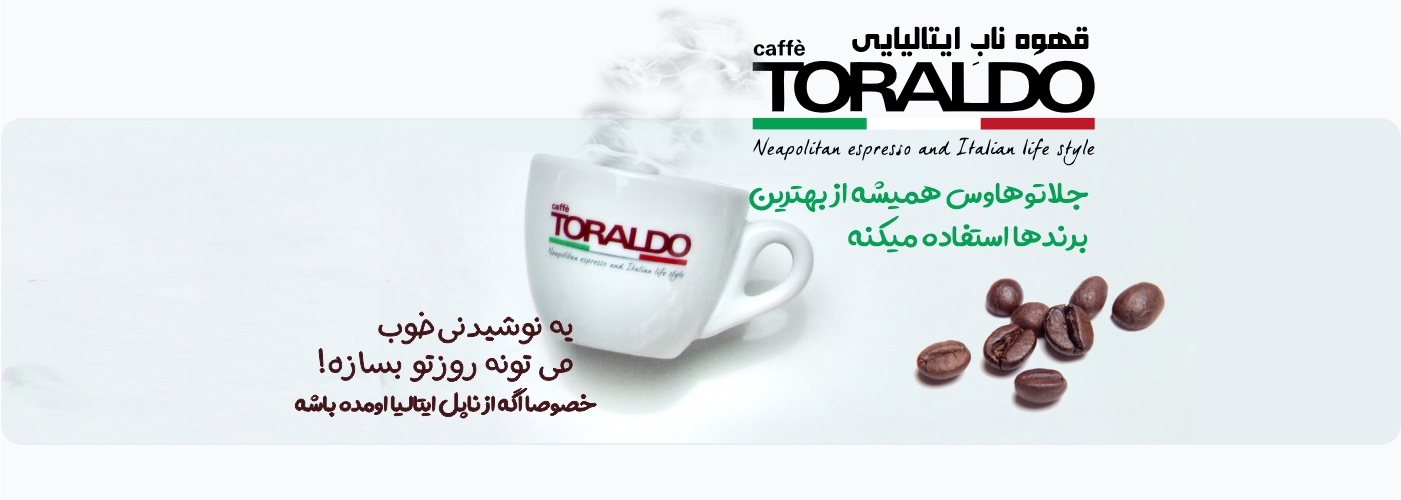 قهوه نابِ ایتالیایی
caffè
TORALDO
Neapolitan espresso and Italian life style
جلاتوهاوس همیشه از بهترین
برندها استفاده میکنه
caffè
TORALDO
Neapolitan espresso and Italian life style
یه نوشیدنی خوب
می تونه روزتو بسازه!
خصوصا اگه از ناپل ایتالیا اومده باشه